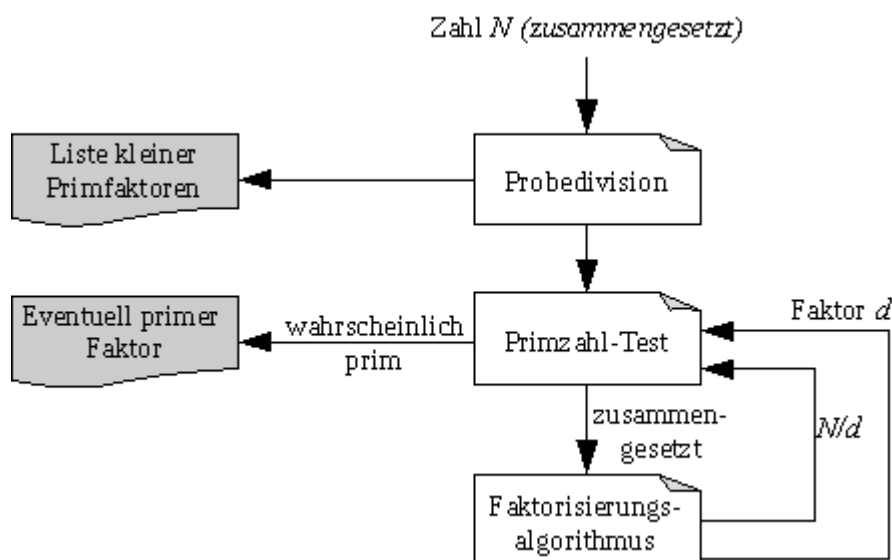 Zahl N (zusammengesetzt)
Liste kleiner
Primfaktoren
Probedivision
Eventuell primer
Faktor
wahrscheinlich
prim
Primzahl-Test
Faktor d
zusammen-
gesetzt
N/d
Faktorisierungs-
algorithmus